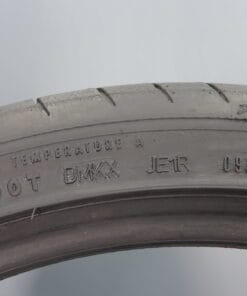 TEMPERATURE A
DOT DMXX JE1R